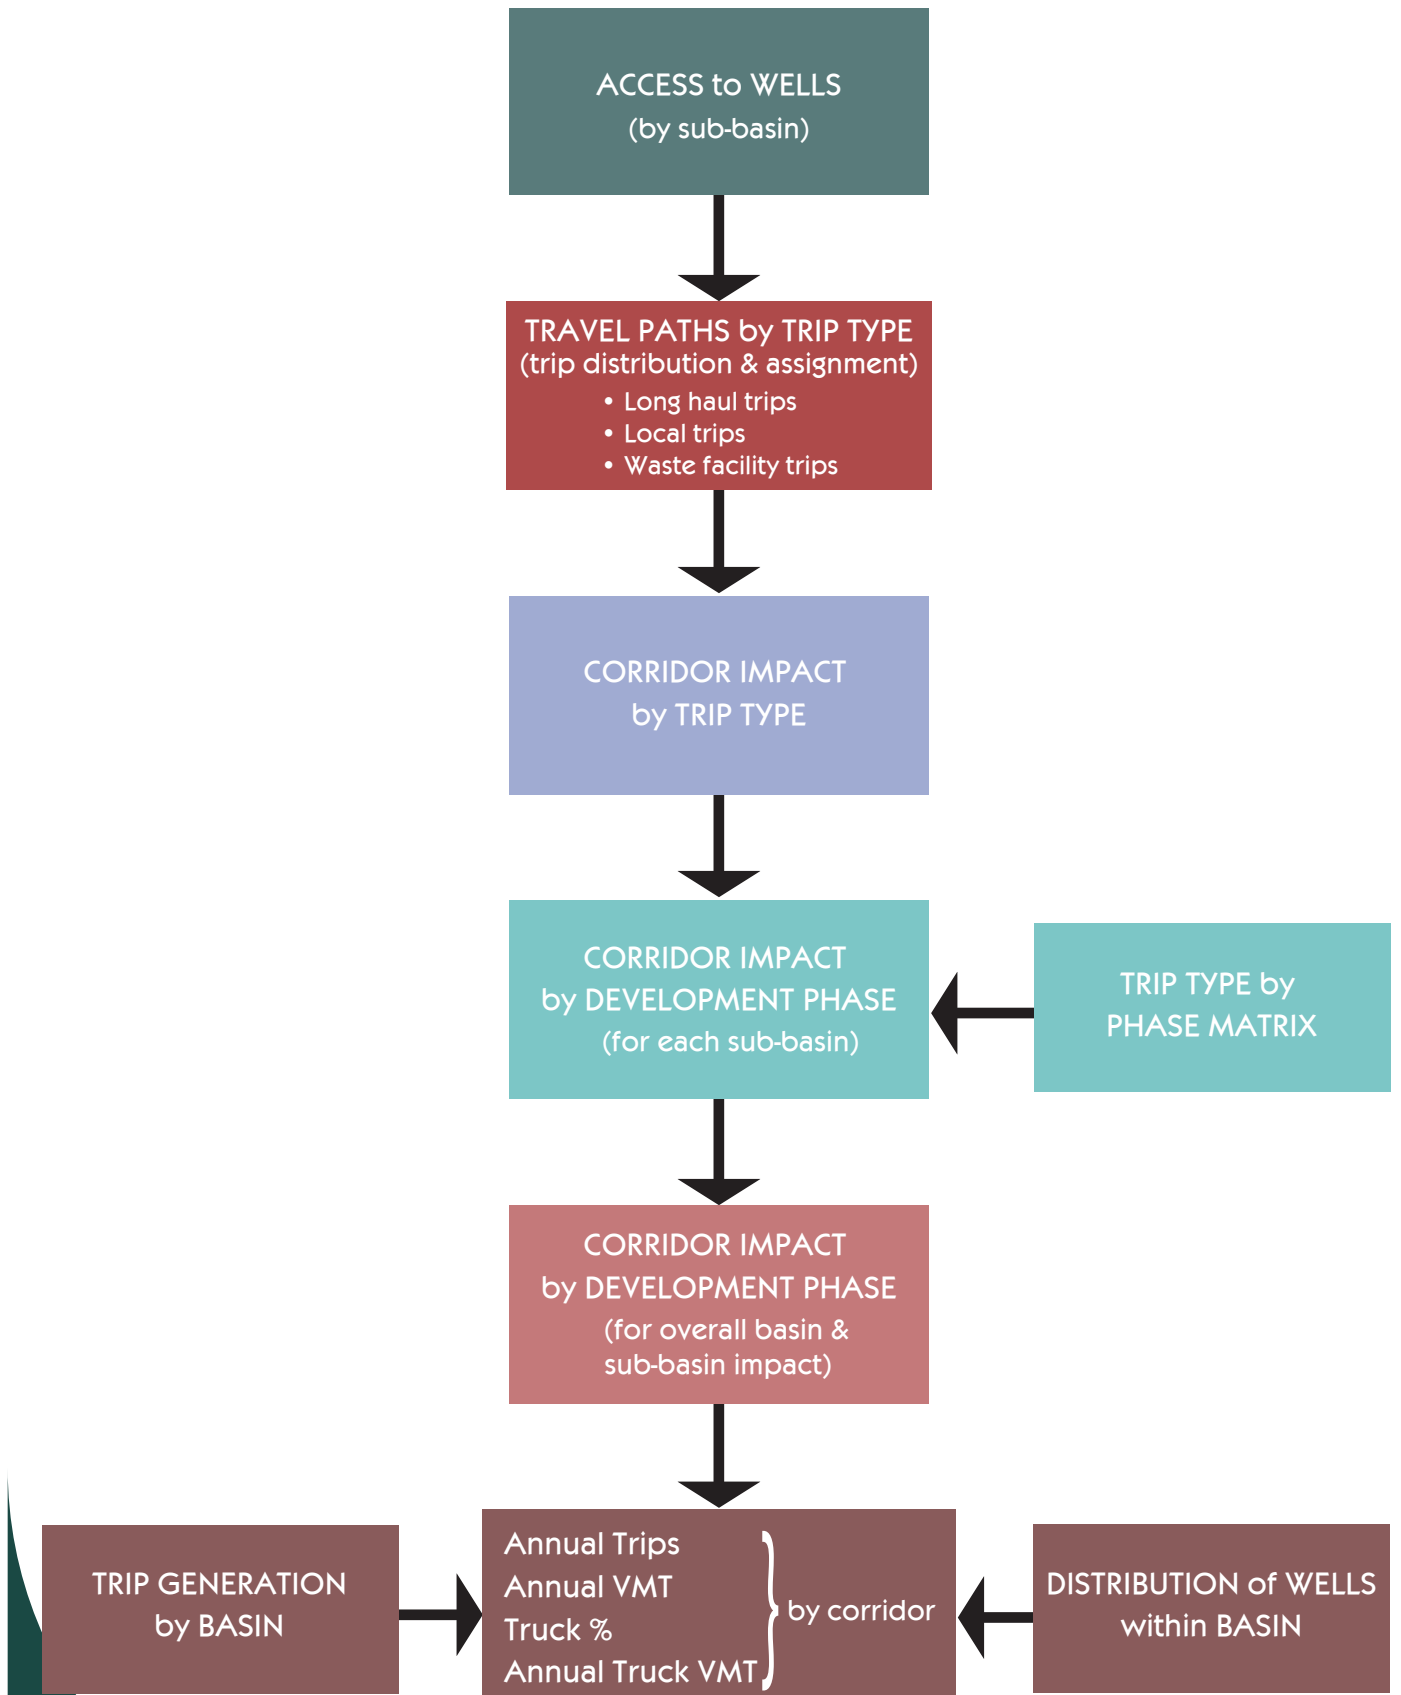 ACCESS to WELLS
(by sub-basin)
TRAVEL PATHS by TRIP TYPE
(trip distribution & assignment)
• Long haul trips
• Local trips
• Waste facility trips
CORRIDOR IMPACT
by TRIP TYPE
CORRIDOR IMPACT
by DEVELOPMENT PHASE
(for each sub-basin)
TRIP TYPE by
PHASE MATRIX
CORRIDOR IMPACT
by DEVELOPMENT PHASE
(for overall basin &
sub-basin impact)
TRIP GENERATION
by BASIN
Annual Trips
Annual VMT
Truck %
Annual Truck VMT
by corridor
DISTRIBUTION of WELLS
within BASIN